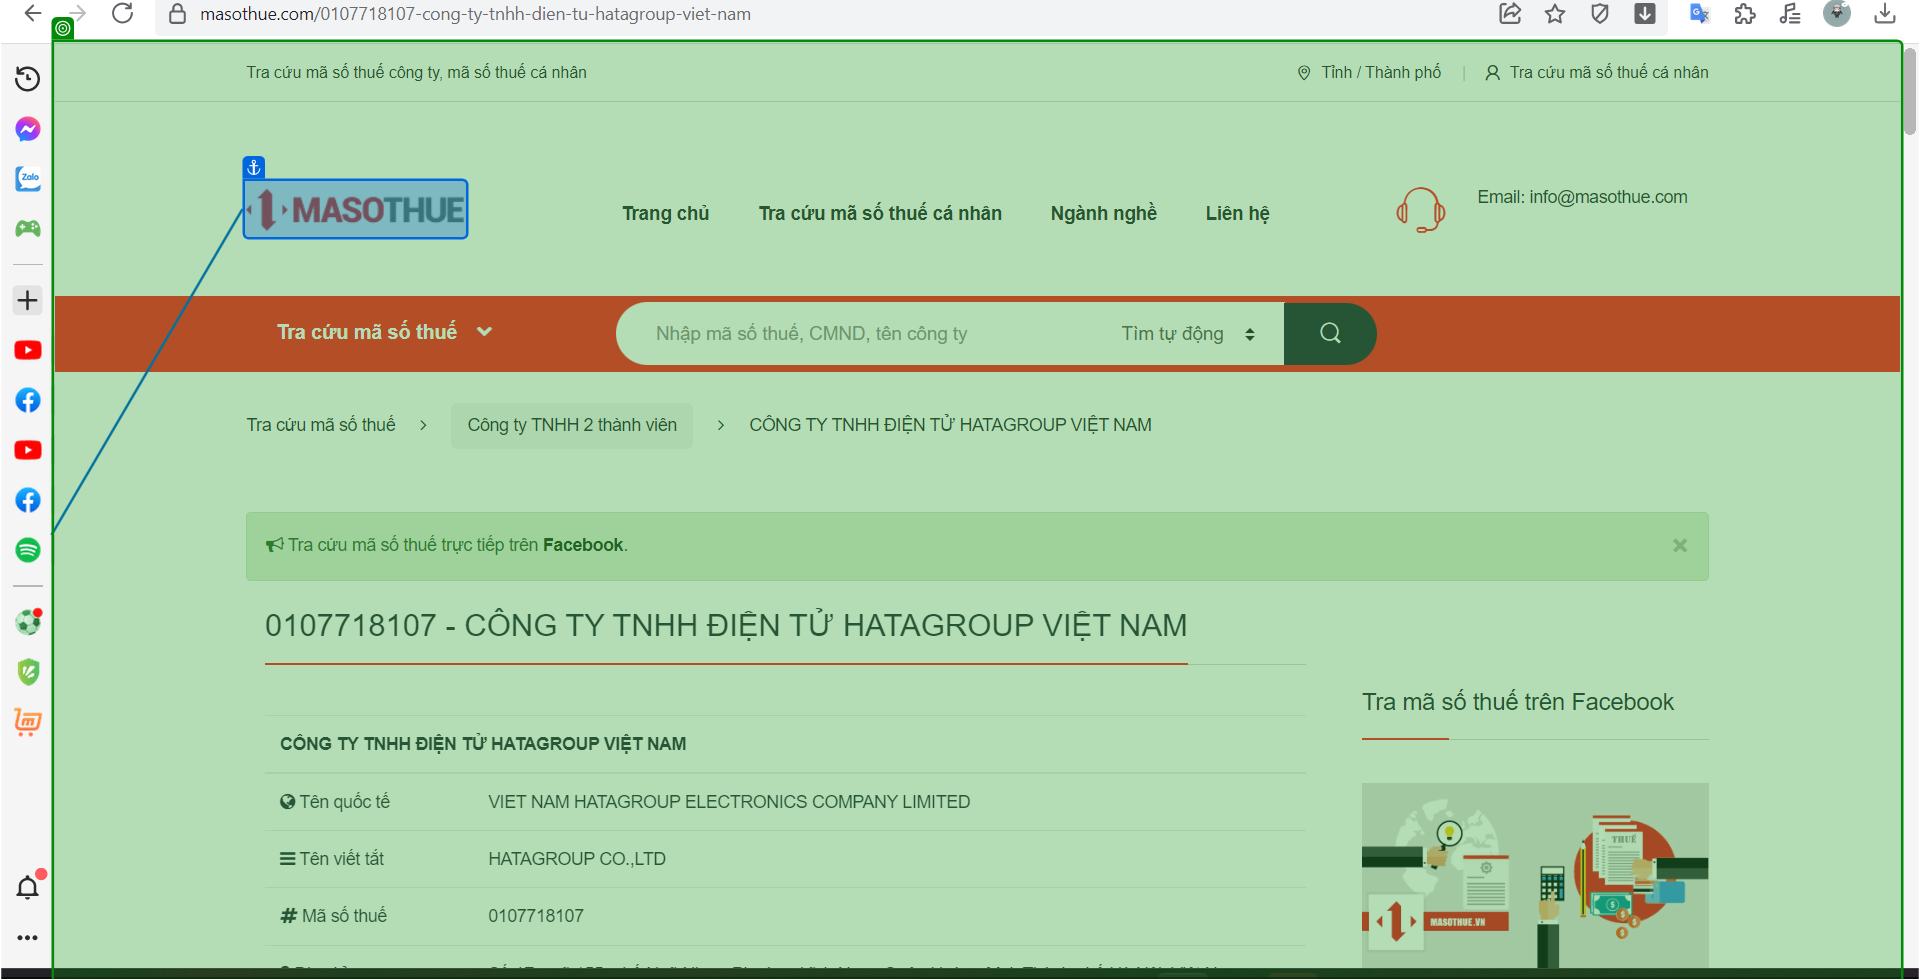 masothue.com/0107718107-cong-ty-tnhh-dien-tu-hatagroup-viet-nam
Tra cứu mã số thuế công ty, mã số thuế cá nhân
Tỉnh / Thành phố
Tra cứu mã số thuế cá nhân
MASOTHUE
Trang chủ
Tra cứu mã số thuế cá nhân
Ngành nghề
Liên hệ
Email: info@masothue.com
Zalo
Tra cứu mã số thuế
Nhập mã số thuế, CMND, tên công ty
Tìm tự động
Tra cứu mã số thuế
Công ty TNHH 2 thành viên
CÔNG TY TNHH ĐIỆN TỬ HATAGROUP VIỆT NAM
Tra cứu mã số thuế trực tiếp trên Facebook.
0107718107 - CÔNG TY TNHH ĐIỆN TỬ HATAGROUP VIỆT NAM
Tra mã số thuế trên Facebook
CÔNG TY TNHH ĐIỆN TỬ HATAGROUP VIỆT NAM
Tên quốc tế VIET NAM HATAGROUP ELECTRONICS COMPANY LIMITED
Tên viết tắt HATAGROUP CO.,LTD
Mã số thuế 0107718107
THUẾ
MASOTHUE.VN